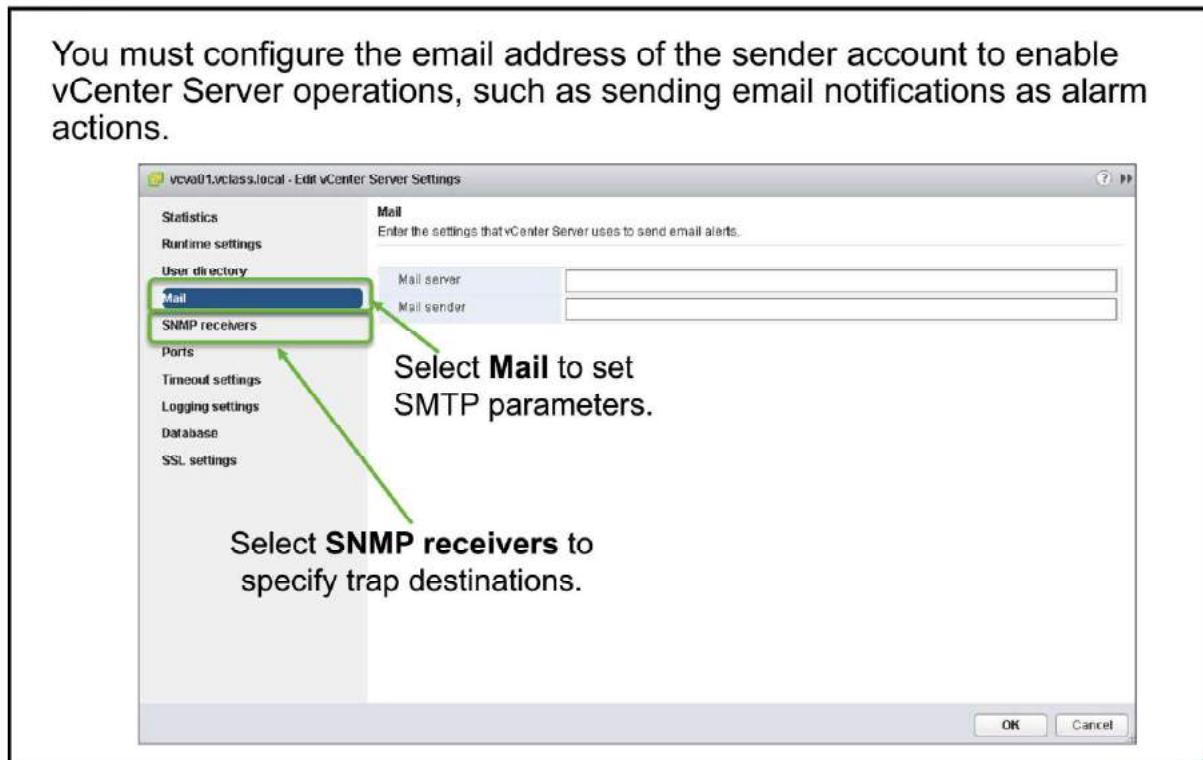 You must configure the email address of the sender account to enable
vCenter Server operations, such as sending email notifications as alarm
actions.
vcva01.vclass.local - Edit vCenter Server Settings
Statistics
Runtime settings
User directory
Mail
SNMP receivers
Ports
Timeout settings
Logging settings
Database
SSL settings
Mail
Enter the settings that vCenter Server uses to send email alerts.
Mail server
Mail sender
Select Mail to set
SMTP parameters.
Select SNMP receivers to
specify trap destinations.
OK Cancel